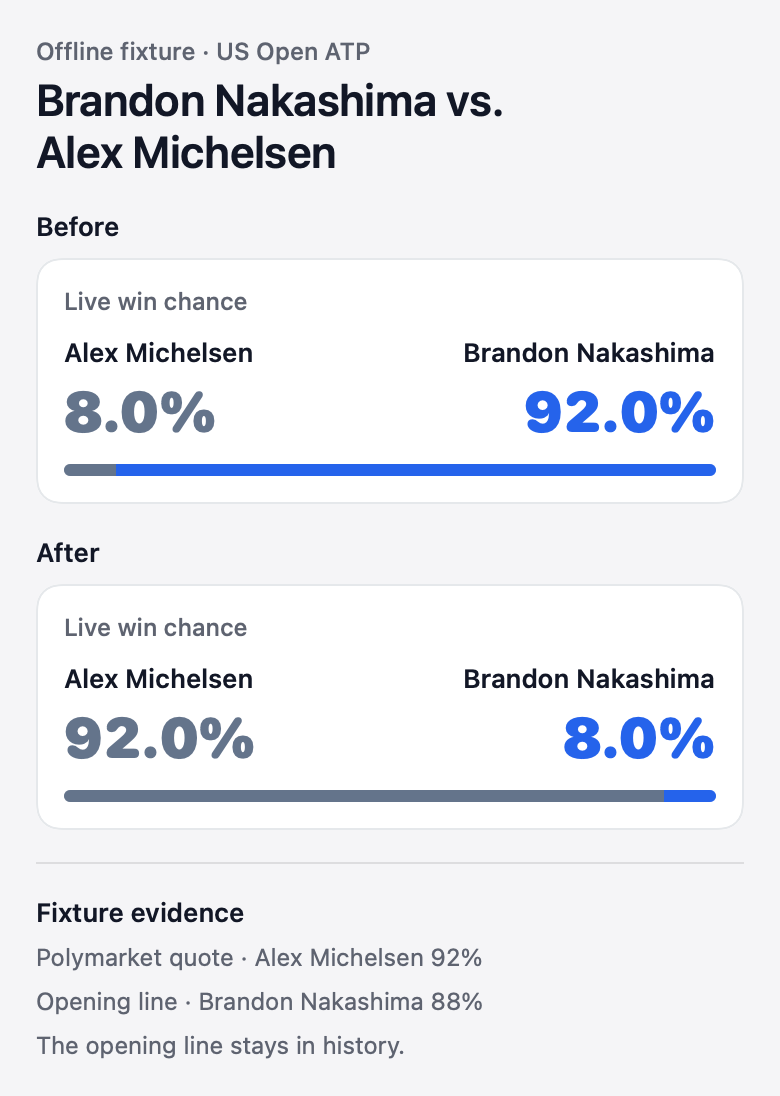 Offline fixture · US Open ATP
Brandon Nakashima vs.
Alex Michelsen
Before
Live win chance
Alex Michelsen Brandon Nakashima
8.0% 92.0%
After
Live win chance
Alex Michelsen Brandon Nakashima
92.0% 8.0%
Fixture evidence
Polymarket quote · Alex Michelsen 92%
Opening line · Brandon Nakashima 88%
The opening line stays in history.